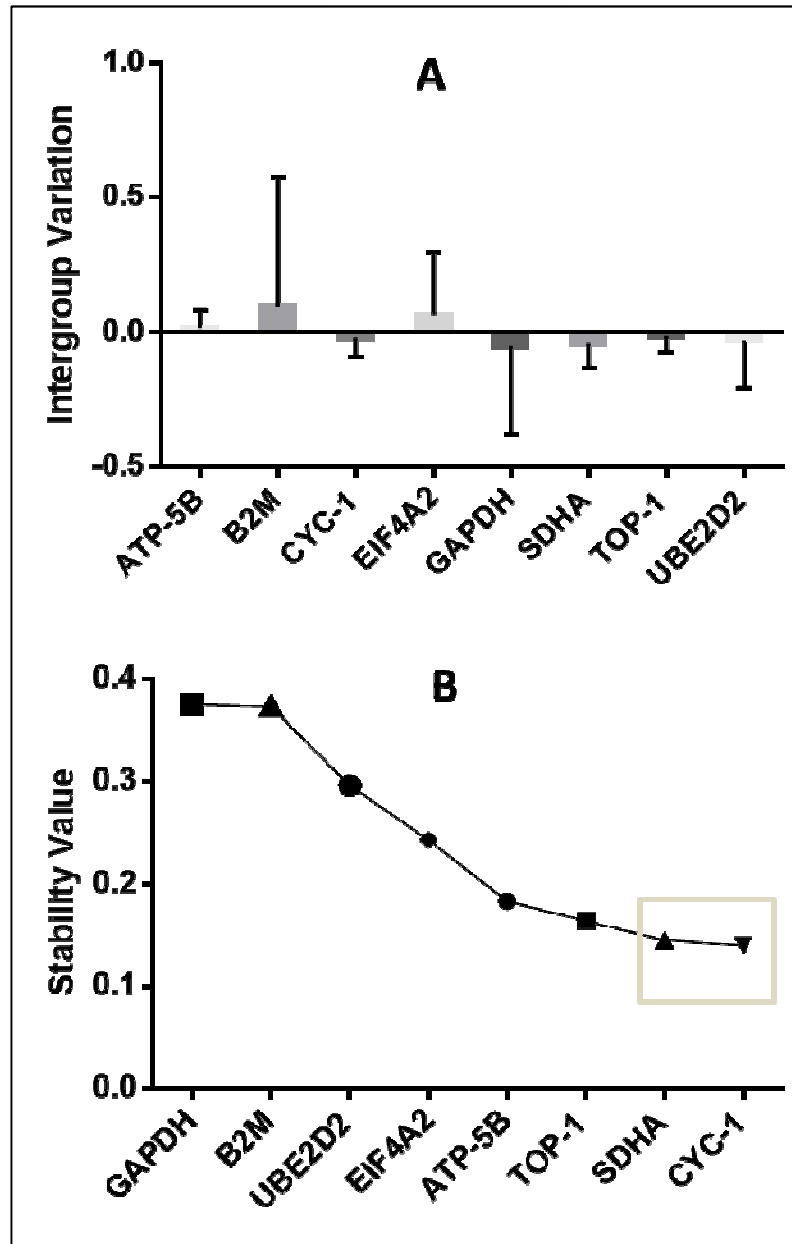 A
Intergroup Variation
1.0
0.5
0.0
-0.5
ATP-5B
B2M
CYC-1
EIF4A2
GAPDH
SDHA
TOP-1
UBE2D2
B
Stability Value
0.4
0.3
0.2
0.1
0.0
GAPDH
B2M
UBE2D2
EIF4A2
ATP-5B
TOP-1
SDHA
CYC-1